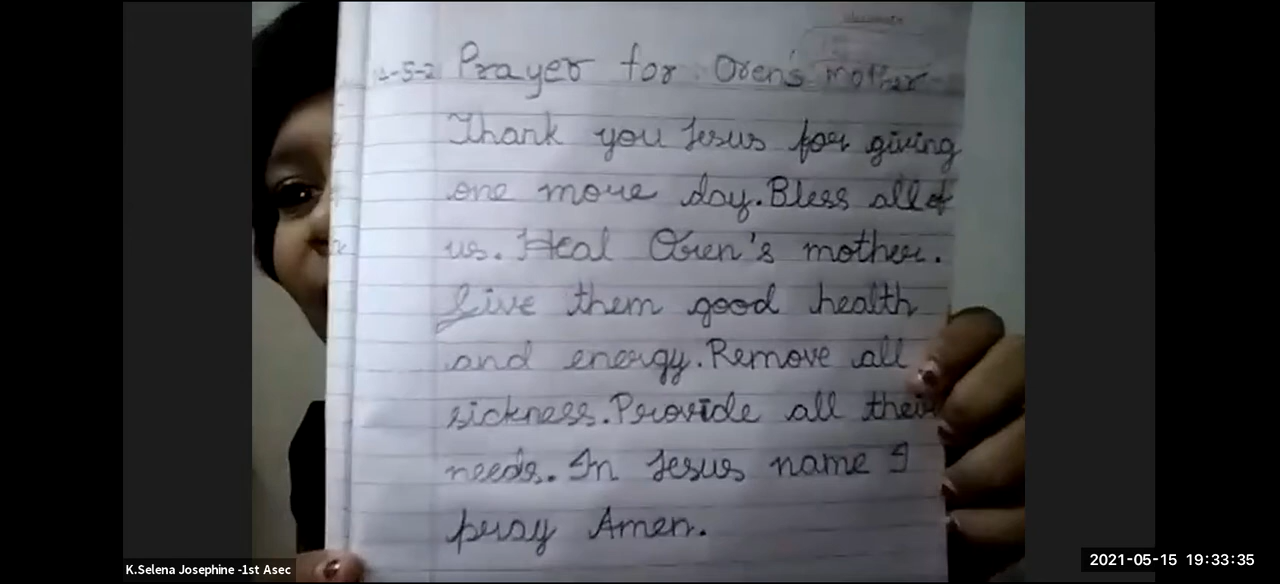 Prayer for Oren's mother
Thank you Jesus for giving
one more day. Bless all of
us. Heal Oren's mother.
Give them good health
and energy. Remove all
sickness. Provide all their
needs. In Jesus name I
pray Amen.
K.Selena Josephine -1st Asec
2021-05-15 19:33:35